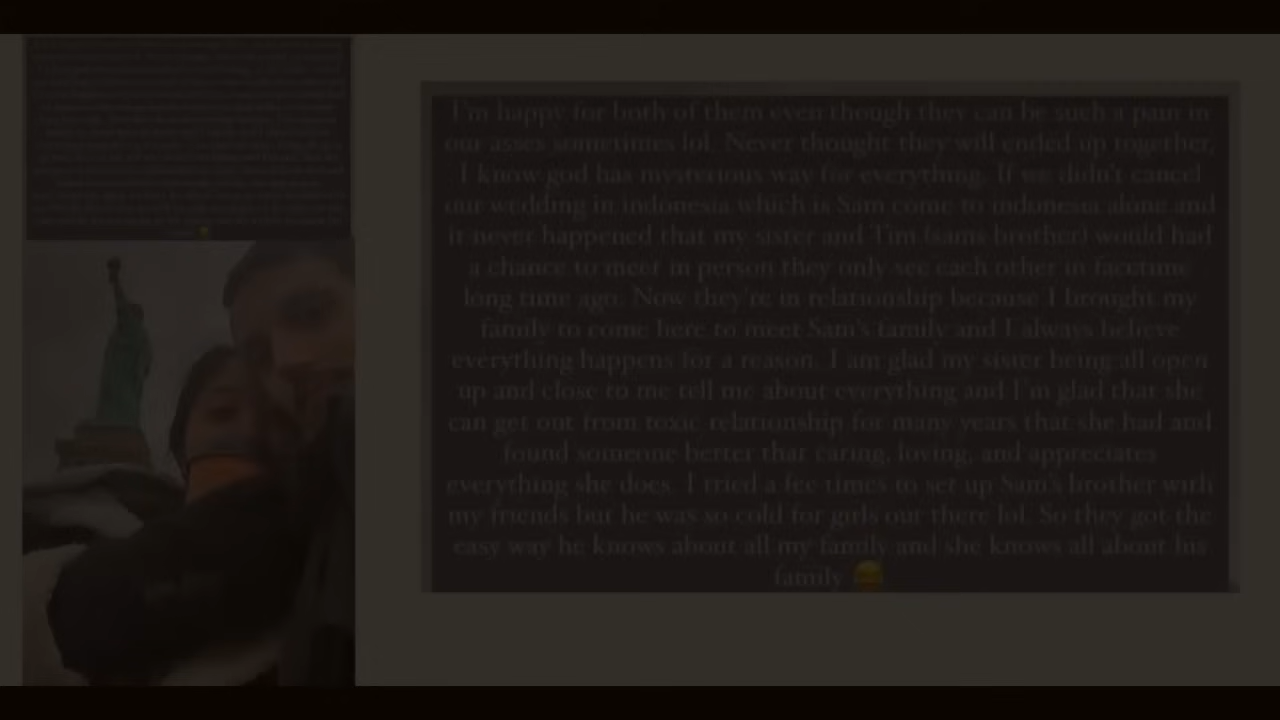 I'm happy for both of them even though they can be such a pain in
our asses sometimes lol. Never thought they will ended up together,
I know god has mysterious way for everything. If we didn't cancel
our wedding in indonesia which is Sam come to indonesia alone and
it never happened that my sister and Tim (sams brother) would had
a chance to meet in person they only see each other in facetime
long time ago. Now they're in relationship because I brought my
family to come here to meet Sam's family and I always believe
everything happens for a reason. I am glad my sister being all open
up and close to me tell me about everything and I'm glad that she
can get out from toxic relationship for many years that she had and
found someone better that caring, loving, and appreciates
everything she does. I tried a few times to set up Sam's brother with
my friends but he was so cold for girls out there lol. So they got the
easy way he knows about all my family and she knows all about his
family 😊